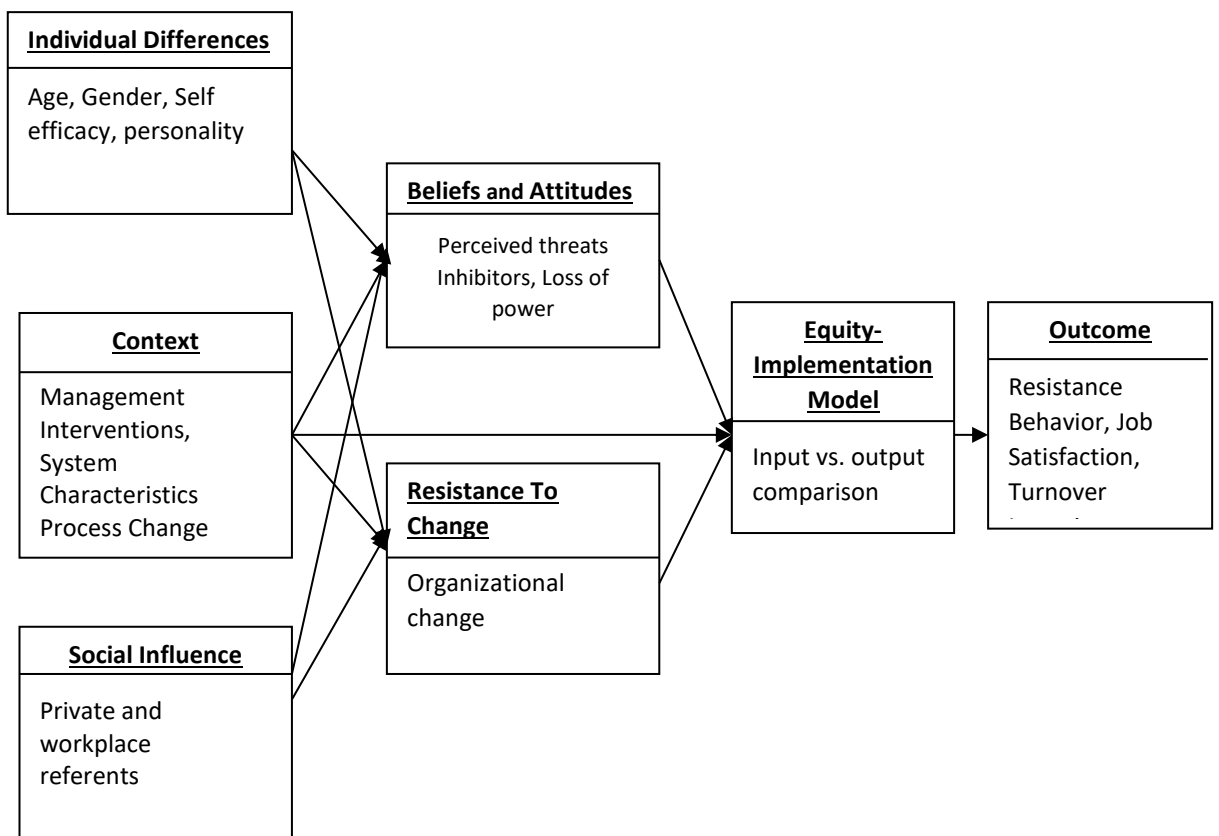 Individual Differences
Age, Gender, Self
efficacy, personality
Beliefs and Attitudes
Perceived threats
Inhibitors, Loss of
power
Context
Management
Interventions,
System
Characteristics
Process Change
Equity-
Implementation
Model
Input vs. output
comparison
Outcome
Resistance
Behavior, Job
Satisfaction,
Turnover
Resistance To
Change
Organizational
change
Social Influence
Private and
workplace
referents